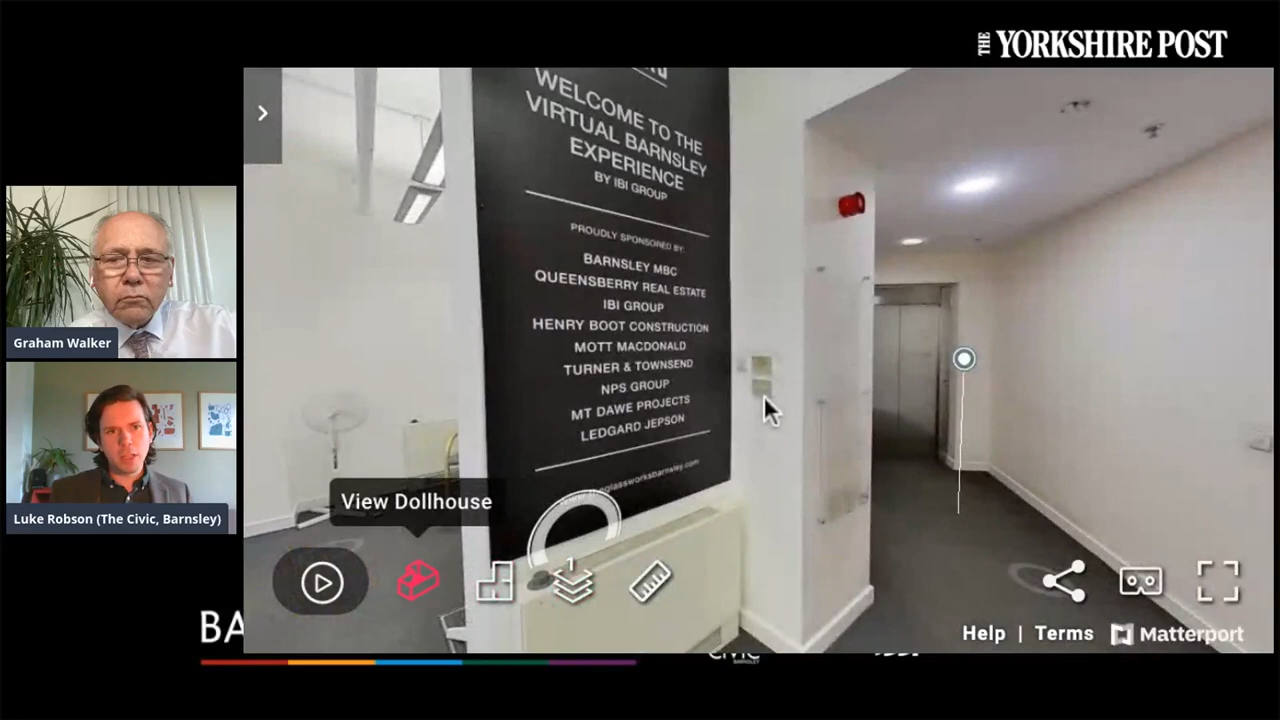 THE YORKSHIRE POST
WELCOME TO THE
VIRTUAL BARNSLEY
EXPERIENCE
BY IBI GROUP
PROUDLY SPONSORED BY:
BARNSLEY MBC
QUEENSBERRY REAL ESTATE
IBI GROUP
HENRY BOOT CONSTRUCTION
MOTT MACDONALD
TURNER & TOWNSEND
NPS GROUP
MT DAWE PROJECTS
LEDGARD JEPSON
Graham Walker
Luke Robson (The Civic, Barnsley)
View Dollhouse
1
BA
Help | Terms Matterport
BARNSLEY